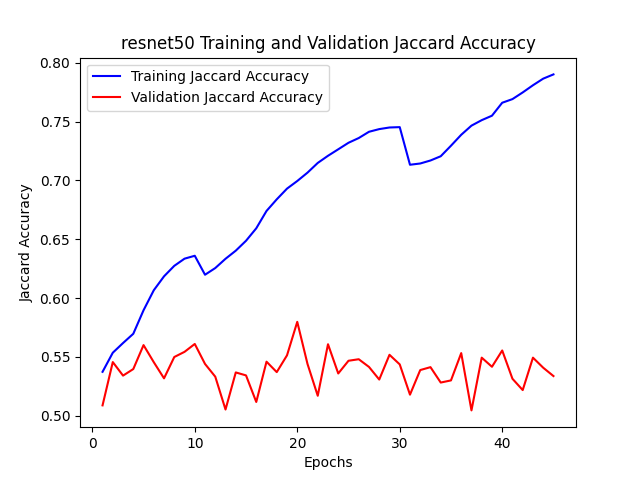 resnet50 Training and Validation Jaccard Accuracy
Training Jaccard Accuracy
Validation Jaccard Accuracy
Jaccard Accuracy
0.80
0.75
0.70
0.65
0.60
0.55
0.50
0 10 20 30 40
Epochs